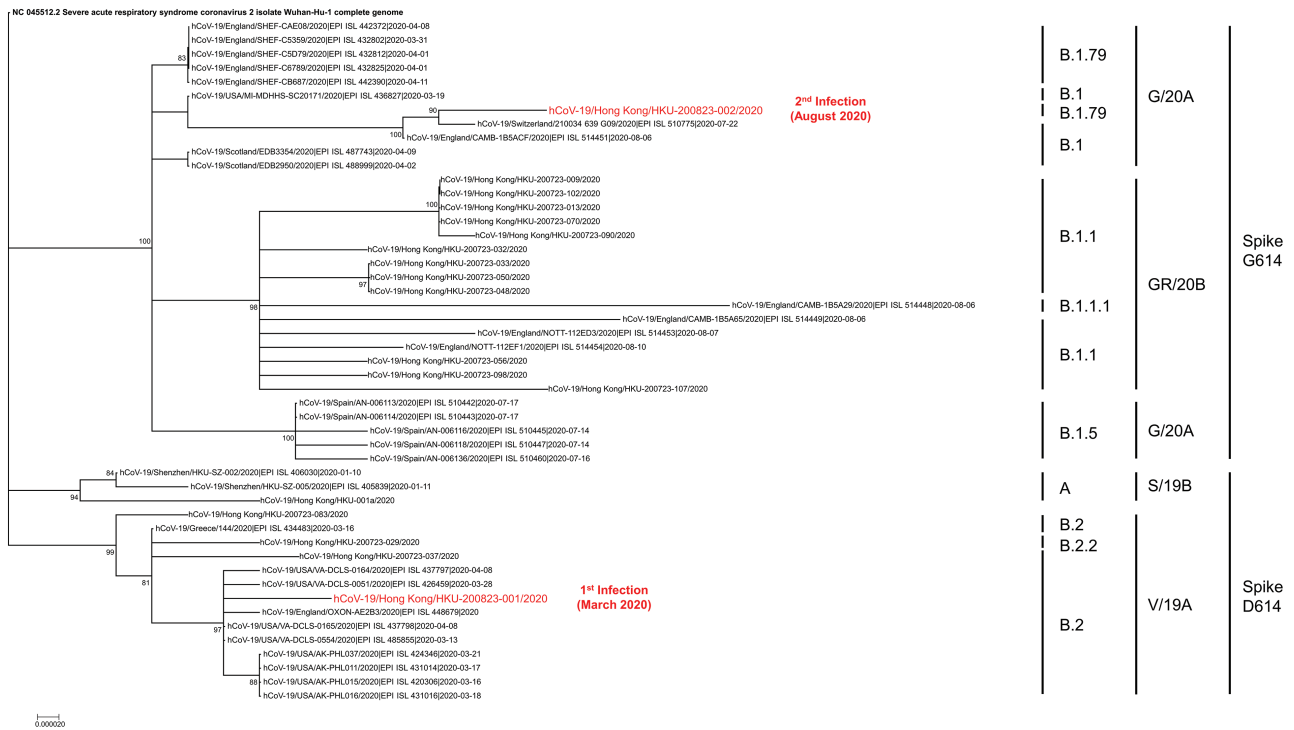 NC 045512.2 Severe acute respiratory syndrome coronavirus 2 isolate Wuhan-Hu-1 complete genome
hCoV-19/England/SHEF-CAE08/2020|EPI ISL 442372|2020-04-08
hCoV-19/England/SHEF-C5359/2020|EPI ISL 432802|2020-03-31
hCoV-19/England/SHEF-C5D79/2020|EPI ISL 432812|2020-04-01
hCoV-19/England/SHEF-C6789/2020|EPI ISL 432825|2020-04-01
hCoV-19/England/SHEF-CB687/2020|EPI ISL 442390|2020-04-11
83
hCoV-19/USA/MI-MDHHS-SC20171/2020|EPI ISL 436827|2020-03-19
hCoV-19/Hong Kong/HKU-200823-002/2020
90
hCoV-19/Switzerland/210034 639 G09/2020|EPI ISL 510775|2020-07-22
hCoV-19/England/CAMB-1B5ACF/2020|EPI ISL 514451|2020-08-06
100
2nd Infection
(August 2020)
hCoV-19/Scotland/EDB3354/2020|EPI ISL 487743|2020-04-09
hCoV-19/Scotland/EDB2950/2020|EPI ISL 488999|2020-04-02
hCoV-19/Hong Kong/HKU-200723-009/2020
hCoV-19/Hong Kong/HKU-200723-102/2020
hCoV-19/Hong Kong/HKU-200723-013/2020
100
hCoV-19/Hong Kong/HKU-200723-070/2020
hCoV-19/Hong Kong/HKU-200723-090/2020
100
hCoV-19/Hong Kong/HKU-200723-032/2020
hCoV-19/Hong Kong/HKU-200723-033/2020
hCoV-19/Hong Kong/HKU-200723-050/2020
97
hCoV-19/Hong Kong/HKU-200723-048/2020
98
hCoV-19/England/CAMB-1B5A29/2020|EPI ISL 514448|2020-08-06
hCoV-19/England/CAMB-1B5A65/2020|EPI ISL 514449|2020-08-06
hCoV-19/England/NOTT-112ED3/2020|EPI ISL 514453|2020-08-07
hCoV-19/England/NOTT-112EF1/2020|EPI ISL 514454|2020-08-10
hCoV-19/Hong Kong/HKU-200723-056/2020
hCoV-19/Hong Kong/HKU-200723-098/2020
hCoV-19/Hong Kong/HKU-200723-107/2020
hCoV-19/Spain/AN-006113/2020|EPI ISL 510442|2020-07-17
hCoV-19/Spain/AN-006114/2020|EPI ISL 510443|2020-07-17
hCoV-19/Spain/AN-006116/2020|EPI ISL 510445|2020-07-14
100
hCoV-19/Spain/AN-006118/2020|EPI ISL 510447|2020-07-14
hCoV-19/Spain/AN-006136/2020|EPI ISL 510460|2020-07-16
84
hCoV-19/Shenzhen/HKU-SZ-002/2020|EPI ISL 406030|2020-01-10
hCoV-19/Shenzhen/HKU-SZ-005/2020|EPI ISL 405839|2020-01-11
94
hCoV-19/Hong Kong/HKU-001a/2020
hCoV-19/Hong Kong/HKU-200723-083/2020
hCoV-19/Greece/144/2020|EPI ISL 434483|2020-03-16
hCoV-19/Hong Kong/HKU-200723-029/2020
99
hCoV-19/Hong Kong/HKU-200723-037/2020
hCoV-19/USA/VA-DCLS-0164/2020|EPI ISL 437797|2020-04-08
81
hCoV-19/USA/VA-DCLS-0051/2020|EPI ISL 426459|2020-03-28
hCoV-19/Hong Kong/HKU-200823-001/2020
1st Infection
(March 2020)
hCoV-19/England/OXON-AE2B3/2020|EPI ISL 448679|2020
97
hCoV-19/USA/VA-DCLS-0165/2020|EPI ISL 437798|2020-04-08
hCoV-19/USA/VA-DCLS-0554/2020|EPI ISL 485855|2020-03-13
hCoV-19/USA/AK-PHL037/2020|EPI ISL 424346|2020-03-21
hCoV-19/USA/AK-PHL011/2020|EPI ISL 431014|2020-03-17
88
hCoV-19/USA/AK-PHL015/2020|EPI ISL 420306|2020-03-16
hCoV-19/USA/AK-PHL016/2020|EPI ISL 431016|2020-03-18
0.000020
B.1.79
B.1
B.1.79
B.1
B.1.1
B.1.1.1
B.1.1
B.1.5
A
B.2
B.2.2
B.2
G/20A
GR/20B
G/20A
S/19B
V/19A
Spike
G614
Spike
D614